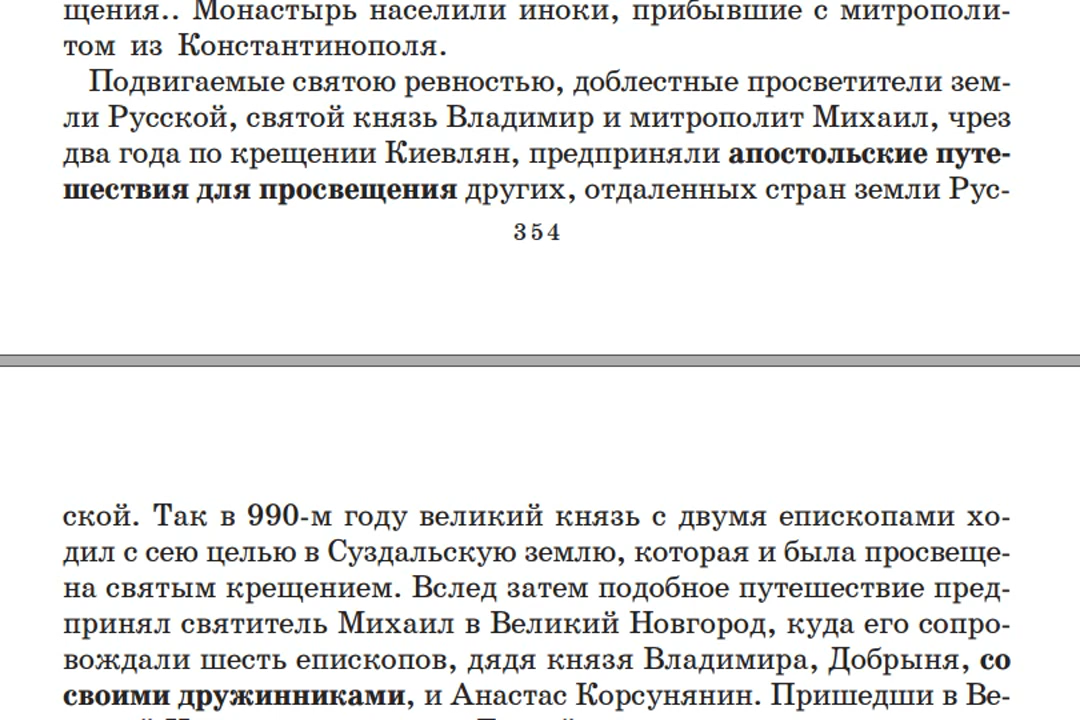 щения.. Монастырь населили иноки, прибывшие с митрополи-
том из Константинополя.
Подвигаемые святою ревностью, доблестные просветители зем-
ли Русской, святой князь Владимир и митрополит Михаил, чрез
два года по крещении Киевлян, предприняли апостольские путе-
шествия для просвещения других, отдаленных стран земли Рус-
354
ской. Так в 990-м году великий князь с двумя епископами хо-
дил с сею целью в Суздальскую землю, которая и была просвеще-
на святым крещением. Вслед затем подобное путешествие пред-
принял святитель Михаил в Великий Новгород, куда его сопро-
вождали шесть епископов, дядя князя Владимира, Добрыня, со
своими дружинниками, и Анастас Корсунянин. Пришедши в Ве-